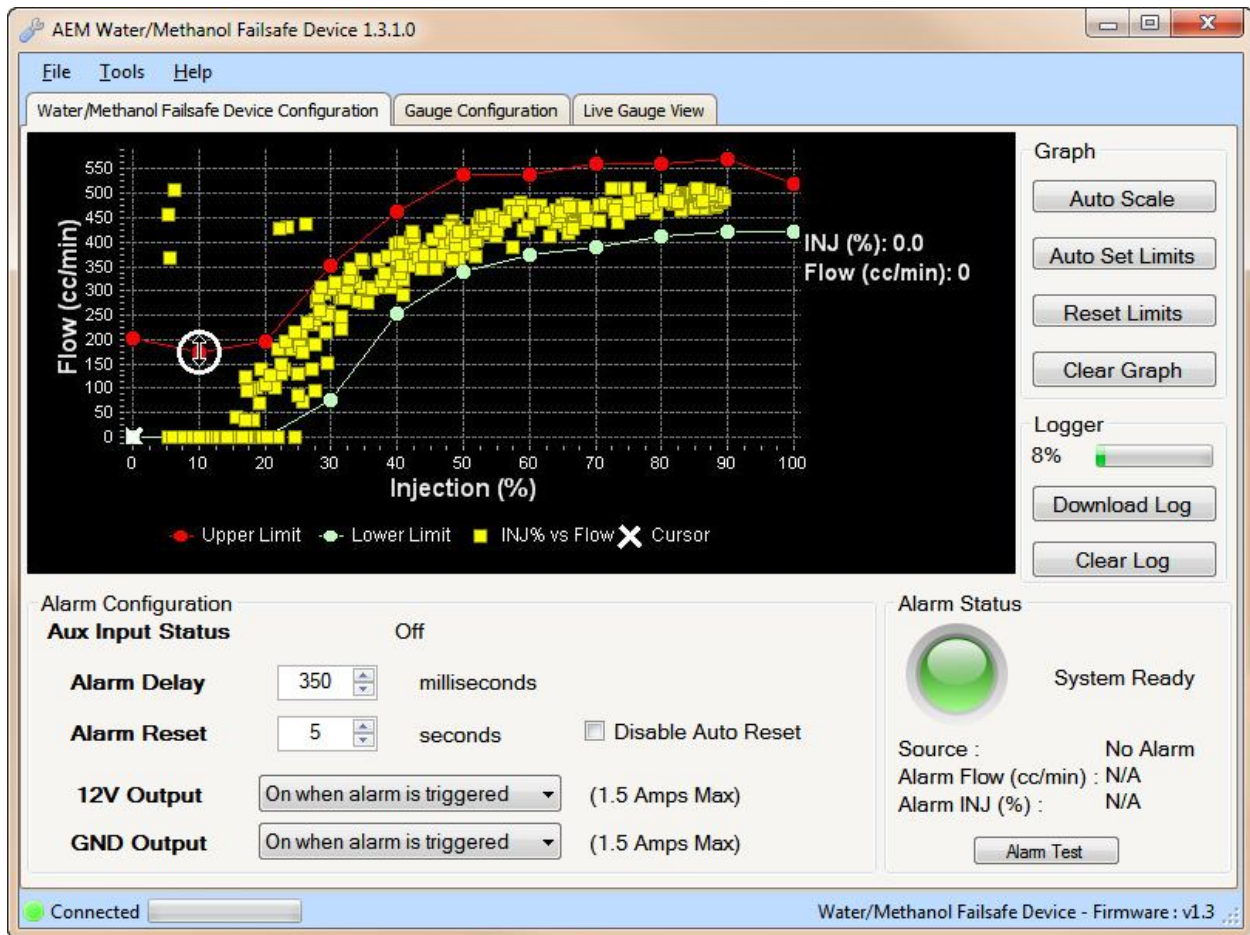 AEM Water/Methanol Failsafe Device 1.3.1.0
File Tools Help
Water/Methanol Failsafe Device Configuration Gauge Configuration Live Gauge View
Flow (cc/min)
550
500
450
400
350
300
250
200
150
100
50
0
0 10 20 30 40 50 60 70 80 90 100
Injection (%)
INJ (%): 0.0
Flow (cc/min): 0
Upper Limit Lower Limit INJ% vs Flow Cursor
Graph
Auto Scale
Auto Set Limits
Reset Limits
Clear Graph
Logger
8%
Download Log
Clear Log
Alarm Configuration
Aux Input Status Off
Alarm Delay 350 milliseconds
Alarm Reset 5 seconds Disable Auto Reset
12V Output On when alarm is triggered (1.5 Amps Max)
GND Output On when alarm is triggered (1.5 Amps Max)
Alarm Status
System Ready
Source : No Alarm
Alarm Flow (cc/min) : N/A
Alarm INJ (%) : N/A
Alarm Test
Connected Water/Methanol Failsafe Device - Firmware : v1.3